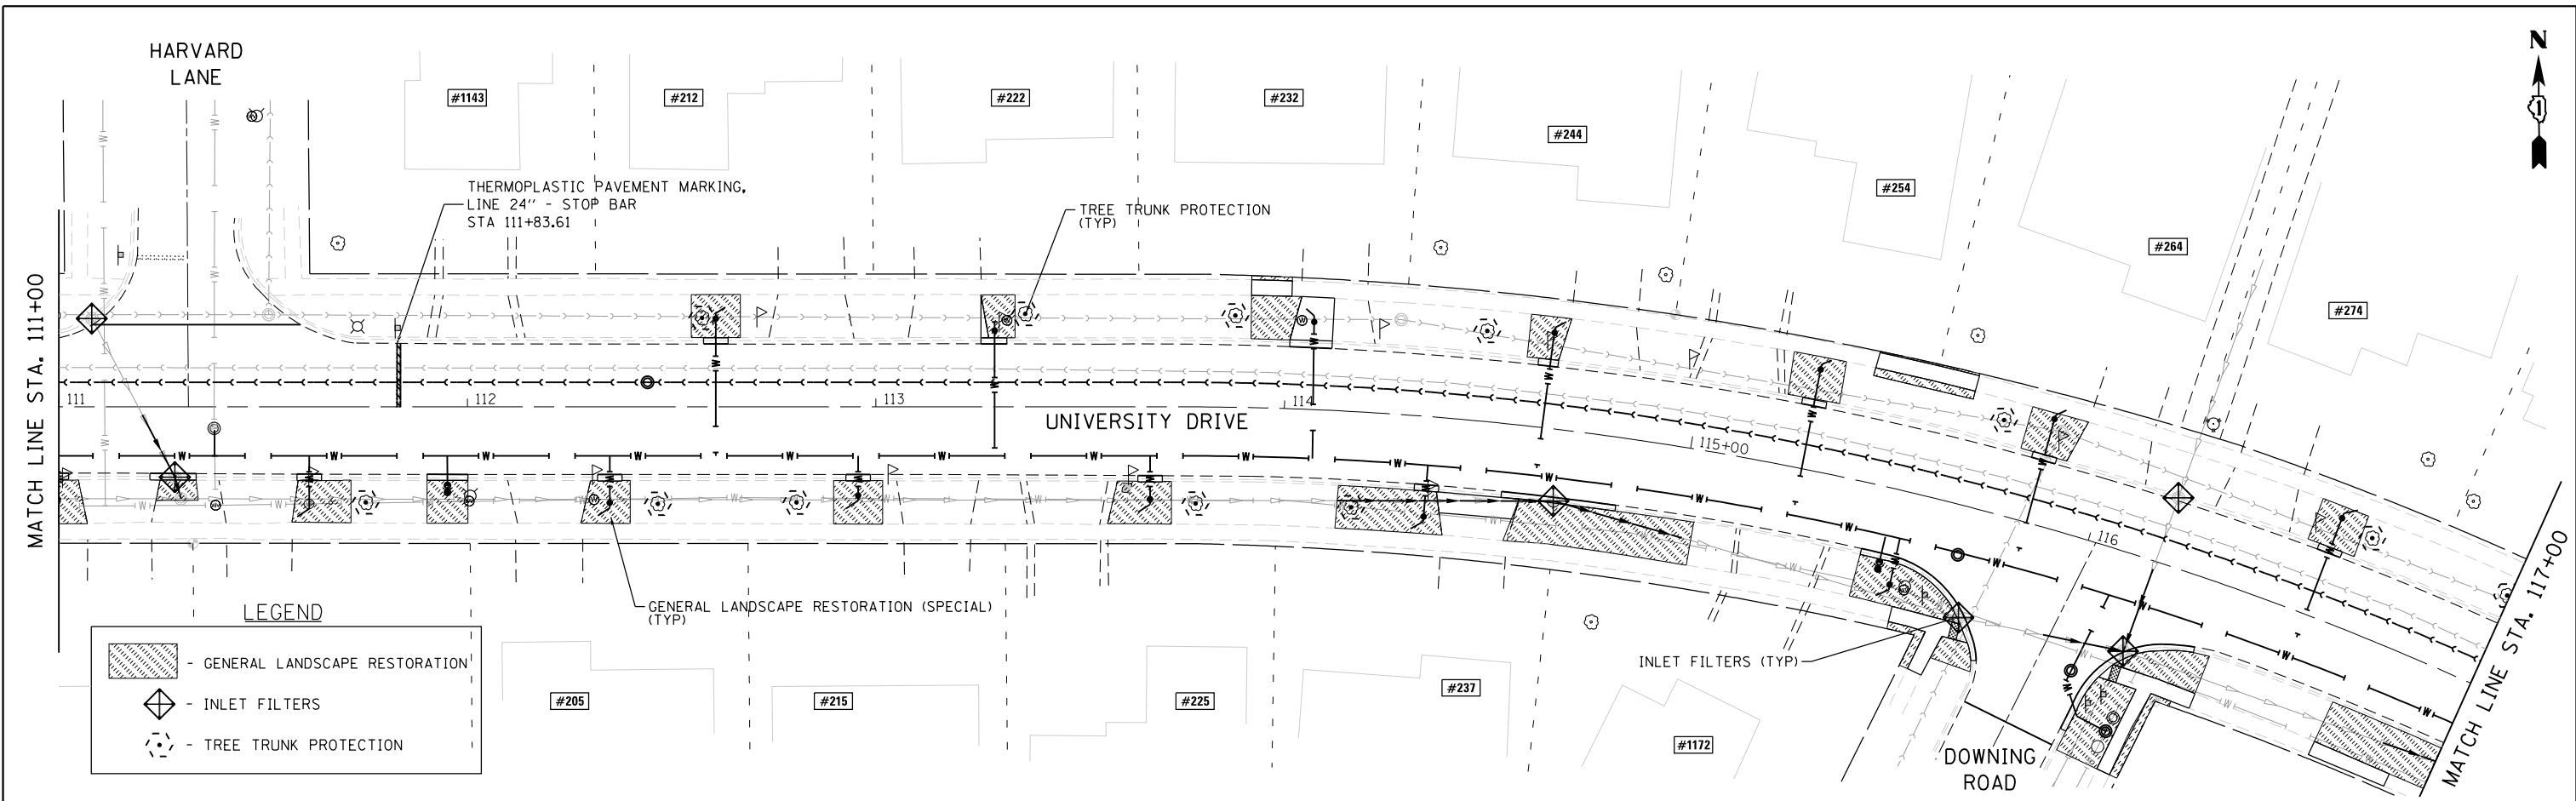 HARVARD
LANE
N
#1143
#212
#222
#232
#244
#254
#264
#274
THERMOPLASTIC PAVEMENT MARKING,
LINE 24" - STOP BAR
STA 111+83.61
TREE TRUNK PROTECTION
(TYP)
MATCH LINE STA. 111+00
111
112
113
114
115+00
116
UNIVERSITY DRIVE
MATCH LINE STA. 117+00
GENERAL LANDSCAPE RESTORATION (SPECIAL)
(TYP)
INLET FILTERS (TYP)
#205
#215
#225
#237
#1172
DOWNING
ROAD
LEGEND
- GENERAL LANDSCAPE RESTORATION
- INLET FILTERS
- TREE TRUNK PROTECTION